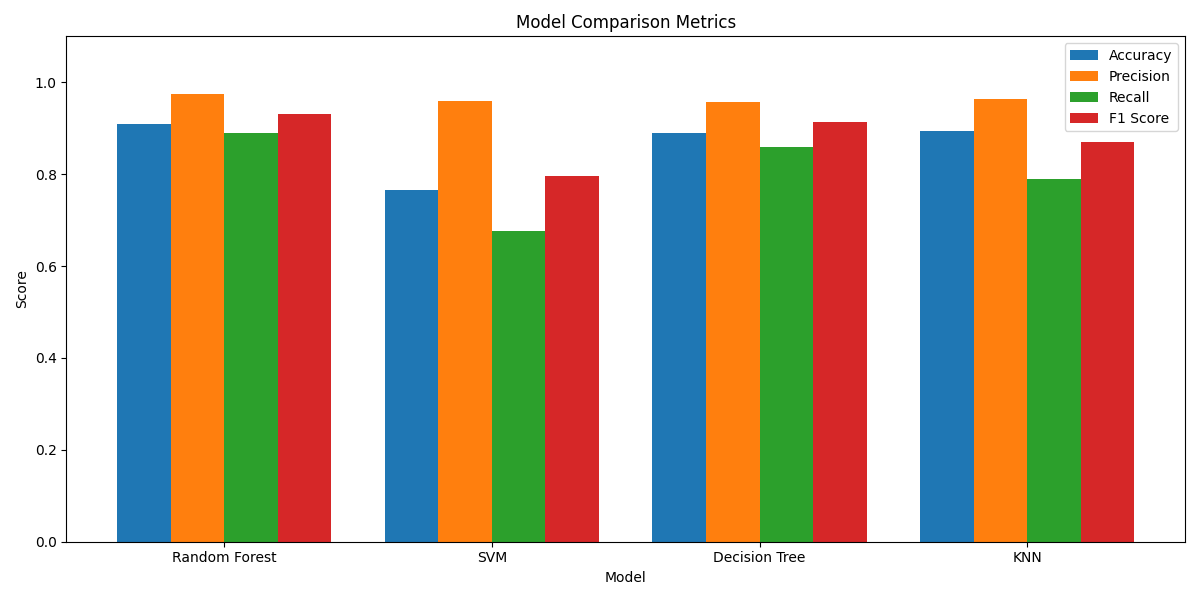 Model Comparison Metrics
Accuracy
Precision
Recall
F1 Score
Score
1.0
0.8
0.6
0.4
0.2
0.0
Random Forest SVM Decision Tree KNN
Model